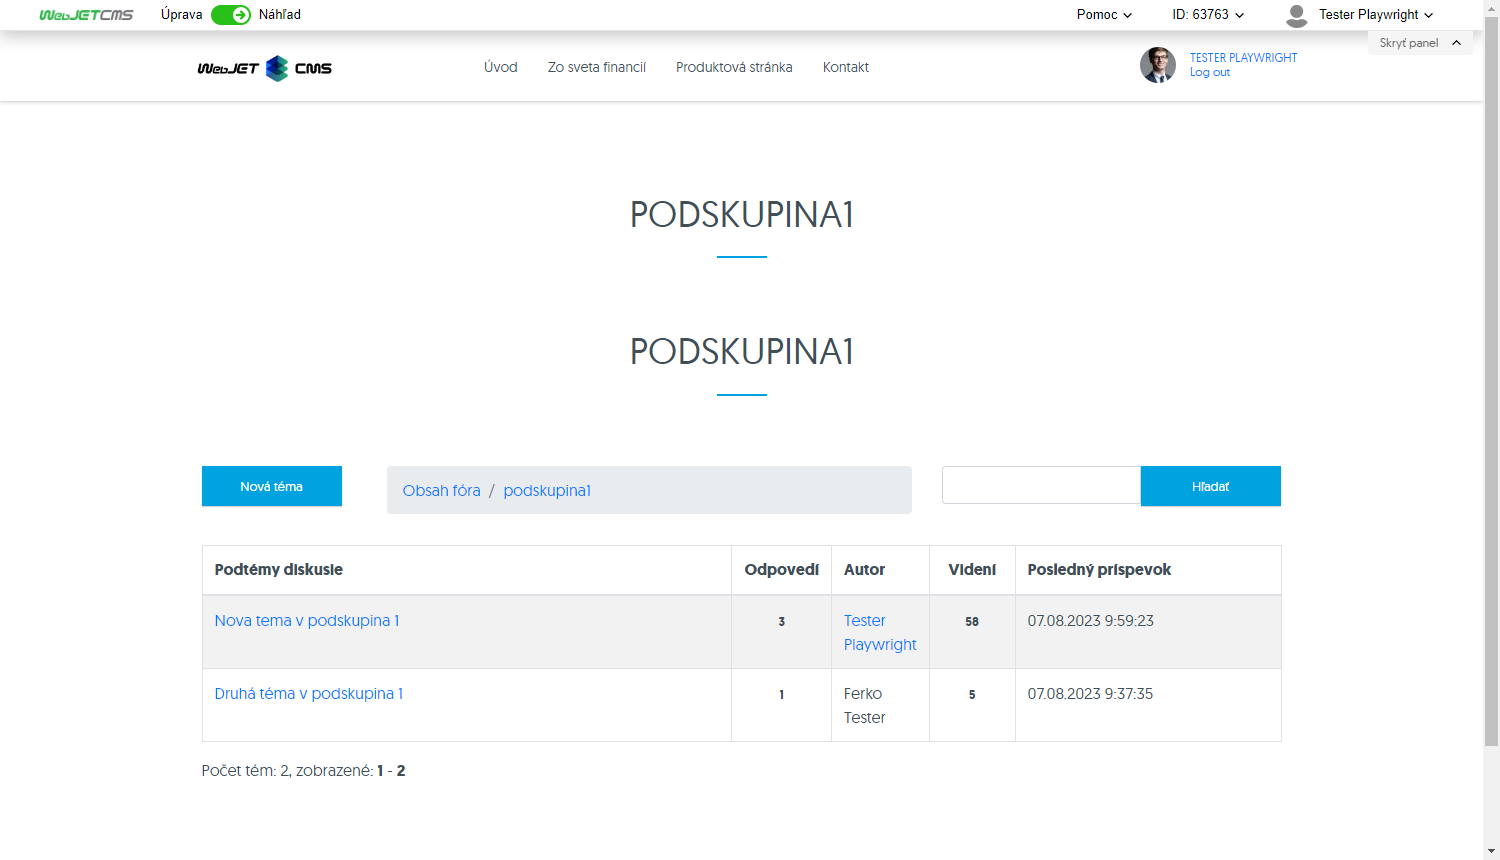 WebJETCMS Úprava Náhľad Pomoc ID: 63763 Tester Playwright
Skryť panel
WebJET CMS Úvod Zo sveta financií Produktová stránka Kontakt TESTER PLAYWRIGHT
Log out
PODSKUPINA1
PODSKUPINA1
Nová téma Obsah fóra / podskupina1 Hľadať
Podtémy diskusie Odpovedí Autor Videní Posledný príspevok
Nova tema v podskupina 1 3 Tester Playwright 58 07.08.2023 9:59:23
Druhá téma v podskupina 1 1 Ferko Tester 5 07.08.2023 9:37:35
Počet tém: 2, zobrazené: 1 - 2